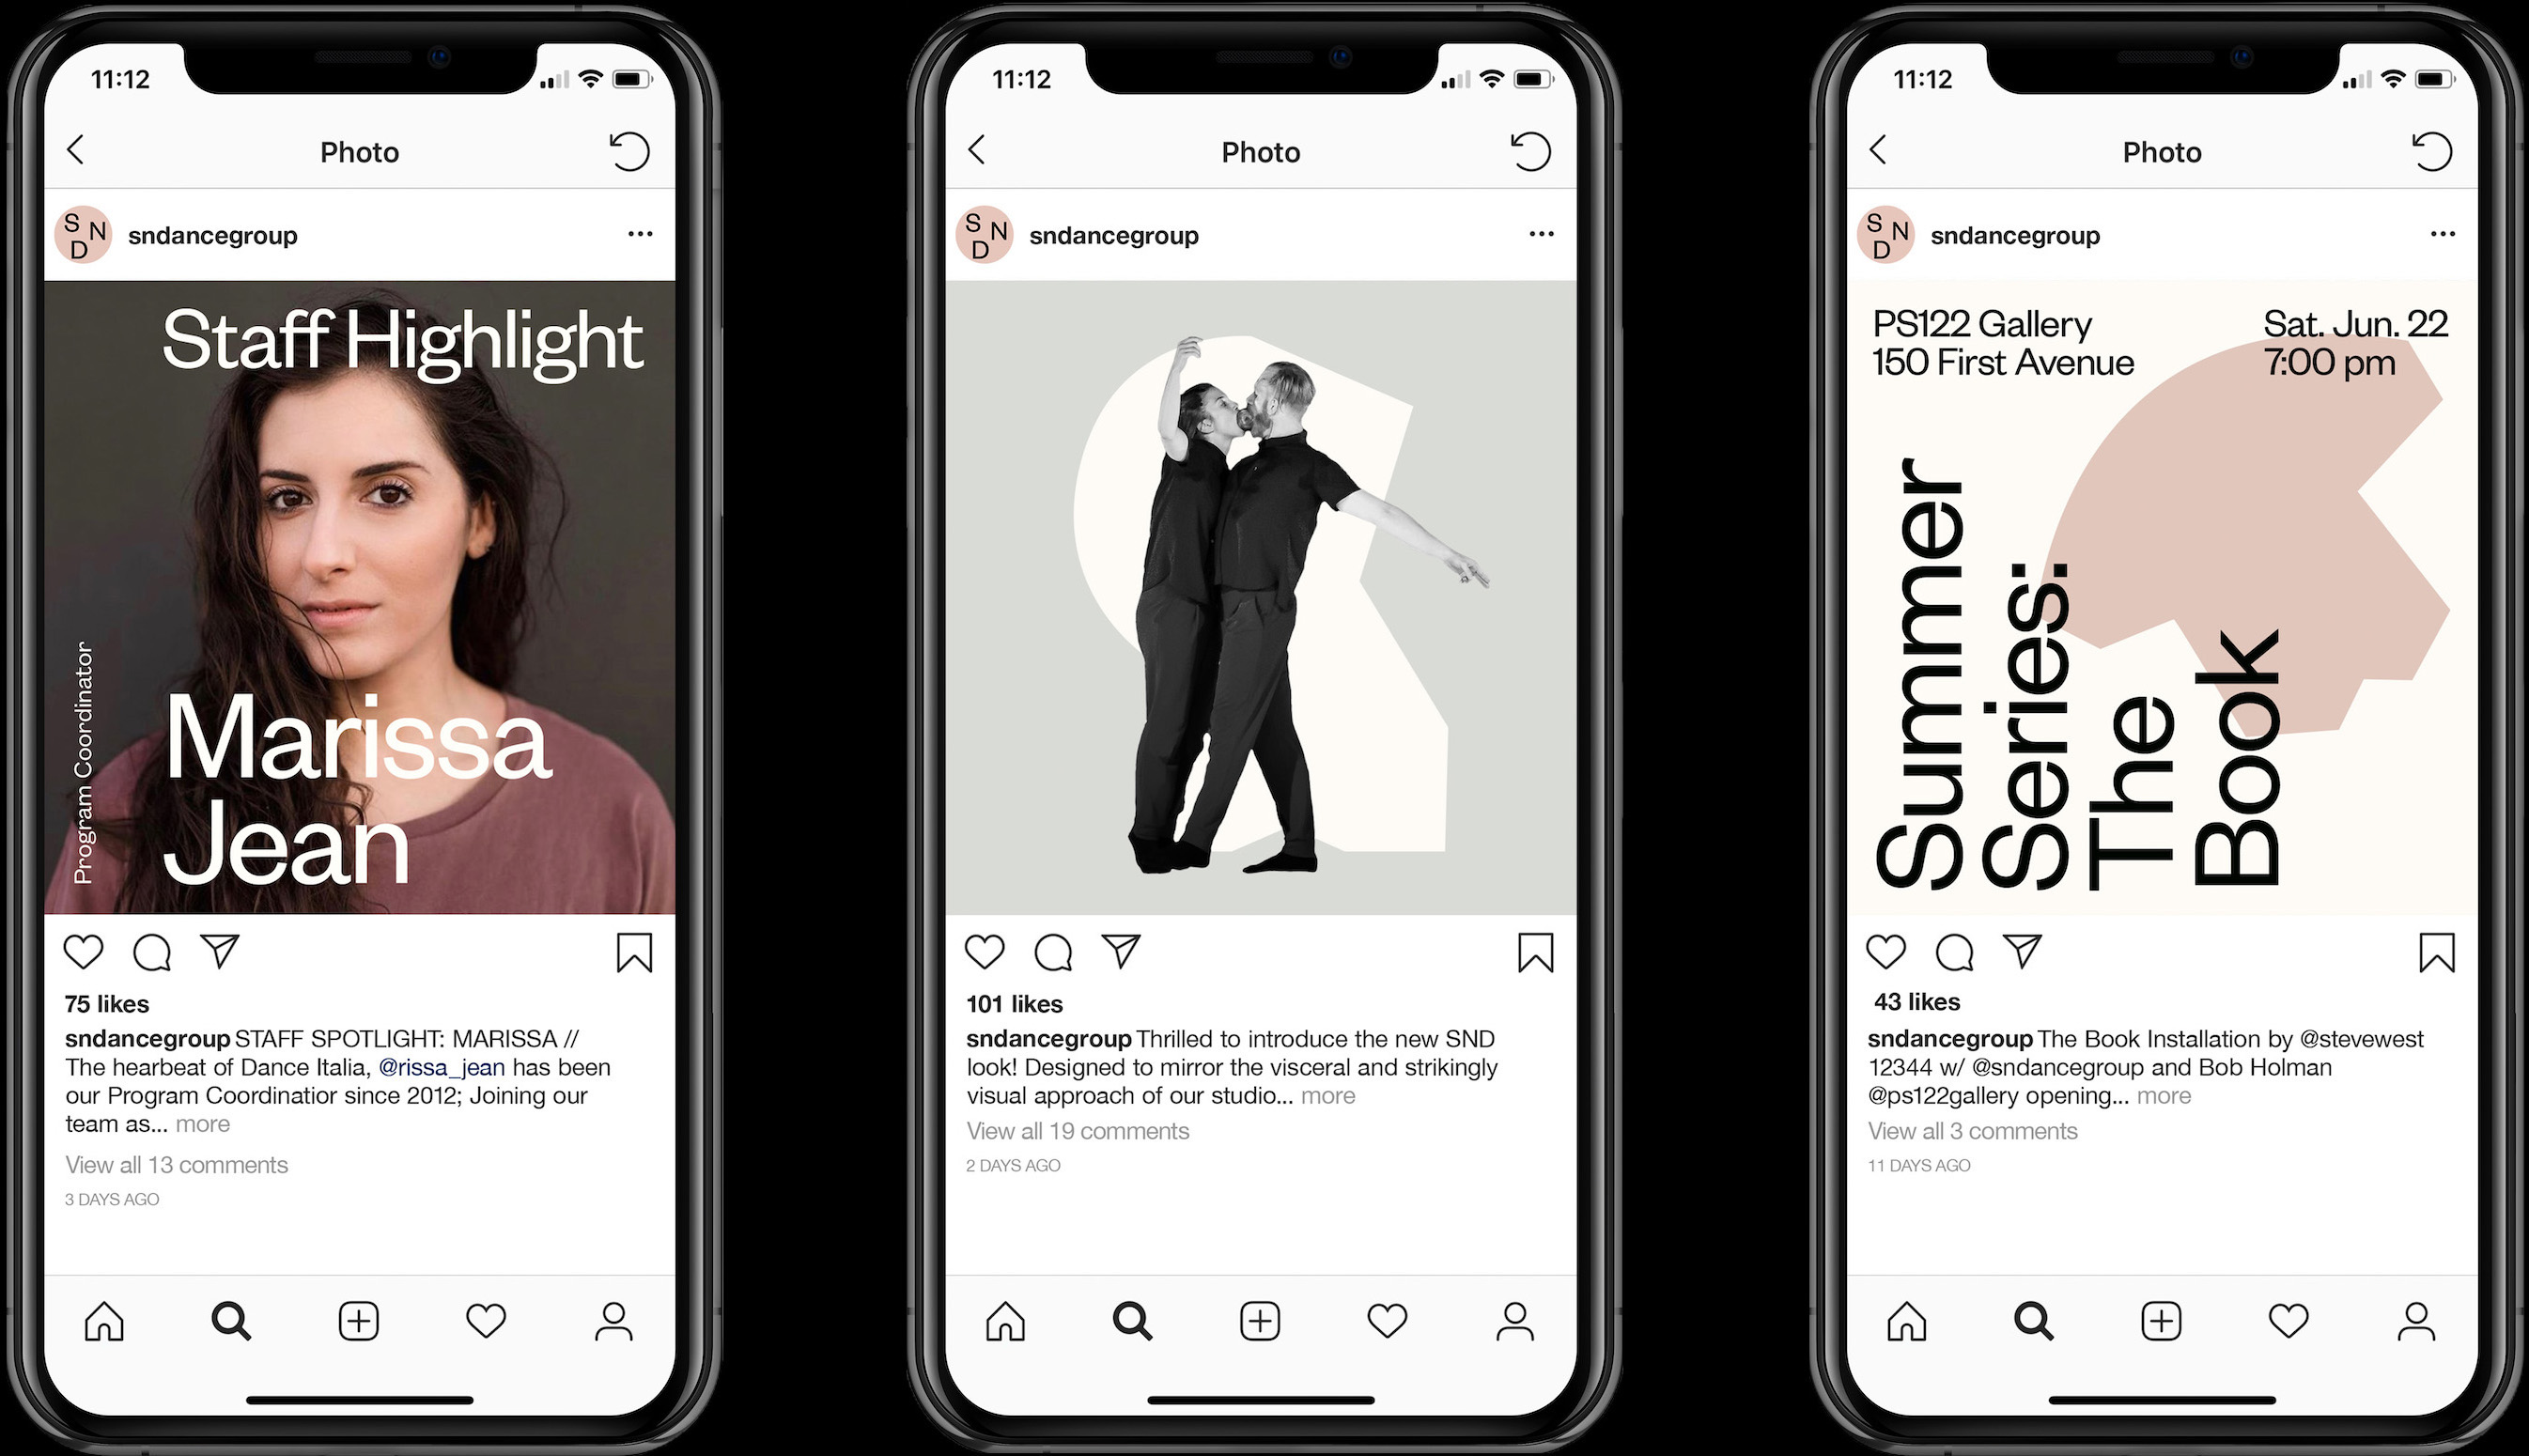 11:12
Photo
S N
D
sndancegroup
Staff Highlight
Program Coordinator
Marissa
Jean
75 likes
sndancegroup STAFF SPOTLIGHT: MARISSA //
The hearbeat of Dance Italia, @rissa_jean has been
our Program Coordinatior since 2012; Joining our
team as... more
View all 13 comments
3 DAYS AGO
11:12
Photo
S N
D
sndancegroup
101 likes
sndancegroup Thrilled to introduce the new SND
look! Designed to mirror the visceral and strikingly
visual approach of our studio... more
View all 19 comments
2 DAYS AGO
11:12
Photo
S N
D
sndancegroup
PS122 Gallery
150 First Avenue
Sat. Jun. 22
7:00 pm
Summer
Series:
The
Book
43 likes
sndancegroup The Book Installation by @stevewest
12344 w/ @sndancegroup and Bob Holman
@ps122gallery opening... more
View all 3 comments
11 DAYS AGO